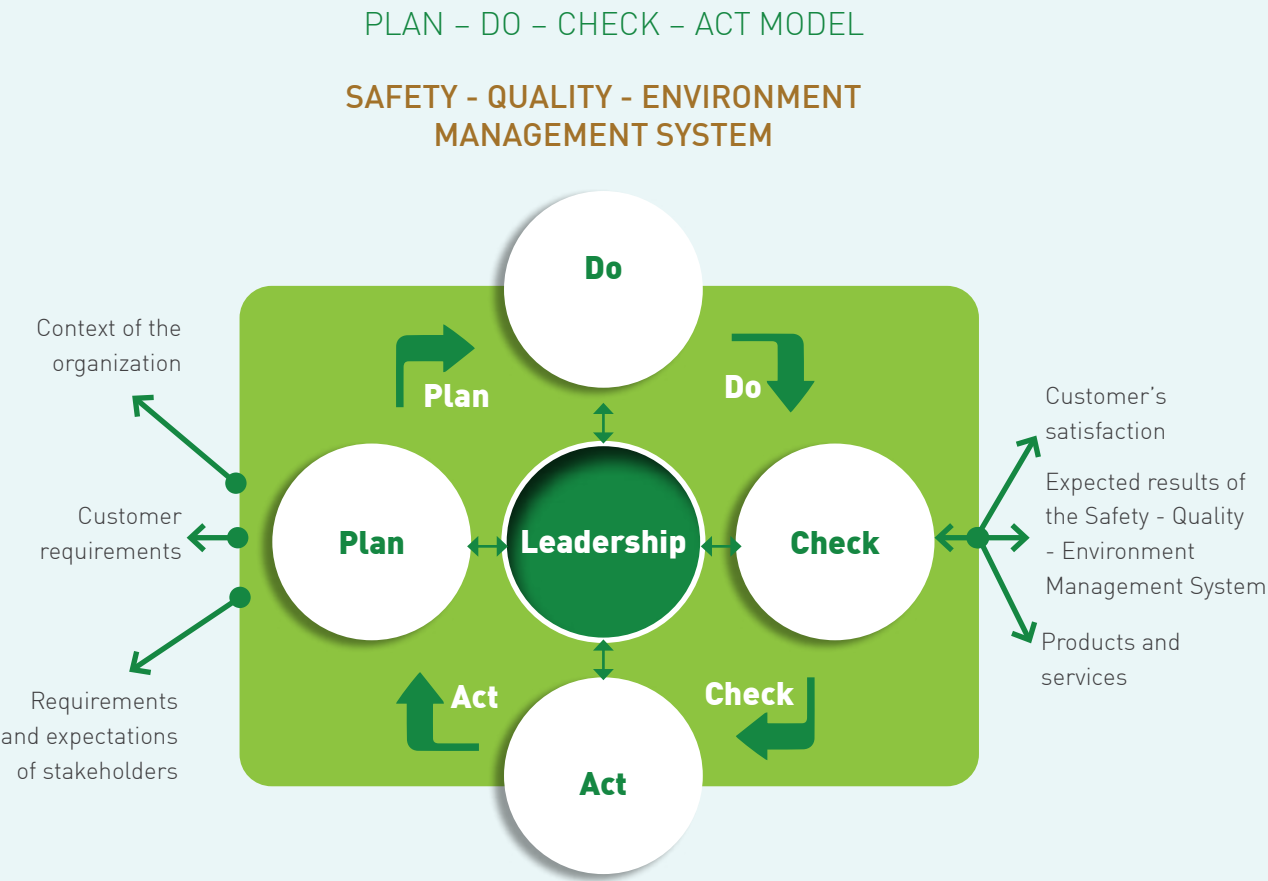 PLAN – DO – CHECK – ACT MODEL
SAFETY - QUALITY - ENVIRONMENT
MANAGEMENT SYSTEM
Context of the
organization
Customer
requirements
Requirements
and expectations
of stakeholders
Do
Plan
Do
Plan
Leadership
Check
Act
Check
Act
Customer’s
satisfaction
Expected results of
the Safety - Quality
- Environment
Management System
Products and
services